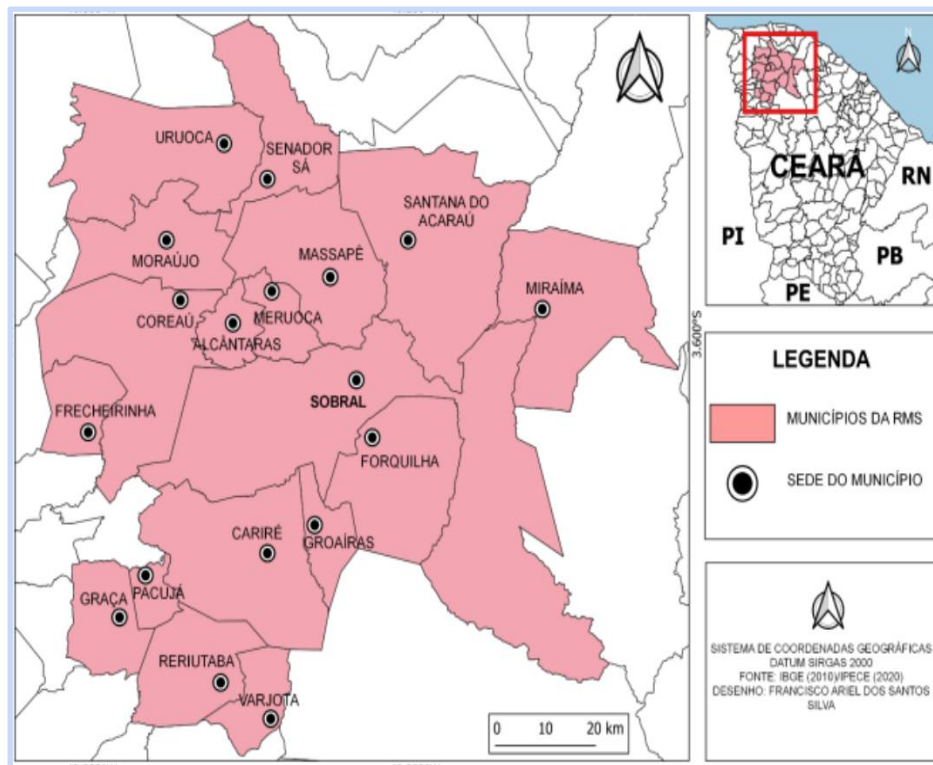 URUOCA
SENADOR
SÁ
SANTANA DO
ACARAÚ
MORAÚJO
MASSAPÊ
MIRAÍMA
COREAÚ
MERUOCA
ALCÂNTARAS
SOBRAL
FRECHEIRINHA
FORQUILHA
CARIRÉ
GROAÍRAS
PACUJÁ
GRAÇA
RERIUTABA
VARJOTA
0 10 20 km
3.600°S
N
CEARÁ
RN
PI
PB
PE
LEGENDA
MUNICÍPIOS DA RMS
SEDE DO MUNICÍPIO
SISTEMA DE COORDENADAS GEOGRÁFICAS
DATUM SIRGAS 2000
FONTE: IBGE (2010)/IPECE (2020)
DESENHO: FRANCISCO ARIEL DOS SANTOS
SILVA